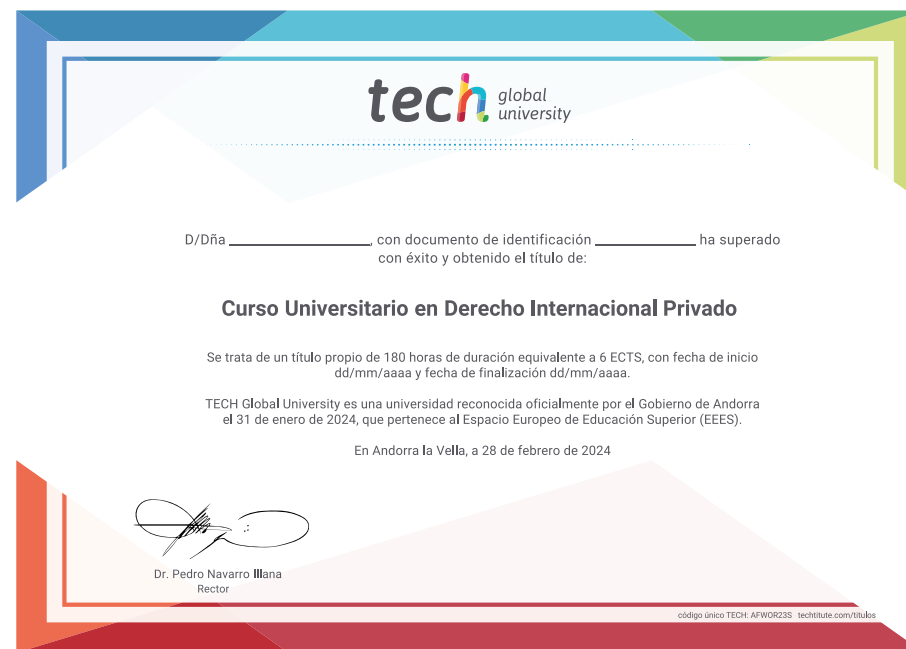 tech global university
D/Dña ____________________, con documento de identificación ______________ ha superado
con éxito y obtenido el título de:
Curso Universitario en Derecho Internacional Privado
Se trata de un título propio de 180 horas de duración equivalente a 6 ECTS, con fecha de inicio
dd/mm/aaaa y fecha de finalización dd/mm/aaaa.
TECH Global University es una universidad reconocida oficialmente por el Gobierno de Andorra
el 31 de enero de 2024, que pertenece al Espacio Europeo de Educación Superior (EEES).
En Andorra la Vella, a 28 de febrero de 2024
Dr. Pedro Navarro Illana
Rector
código único TECH: AFWOR23S techtitute.com/titulos